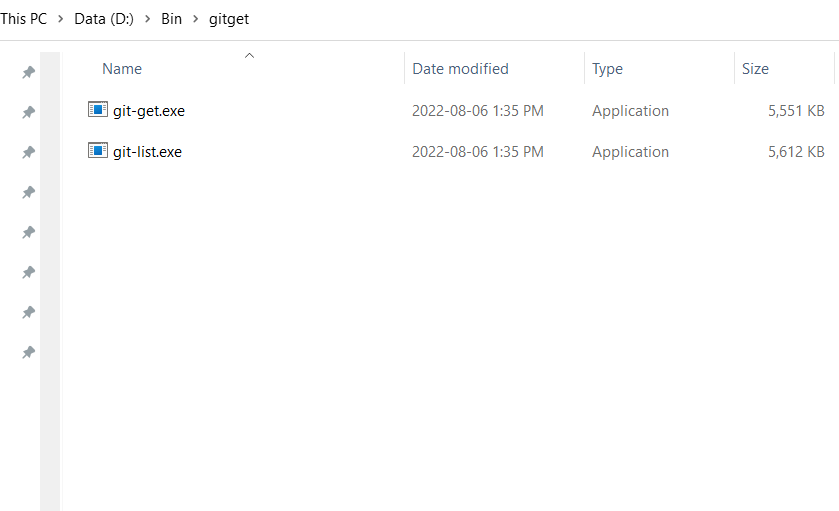 This PC > Data (D:) > Bin > gitget
Name Date modified Type Size
git-get.exe 2022-08-06 1:35 PM Application 5,551 KB
git-list.exe 2022-08-06 1:35 PM Application 5,612 KB